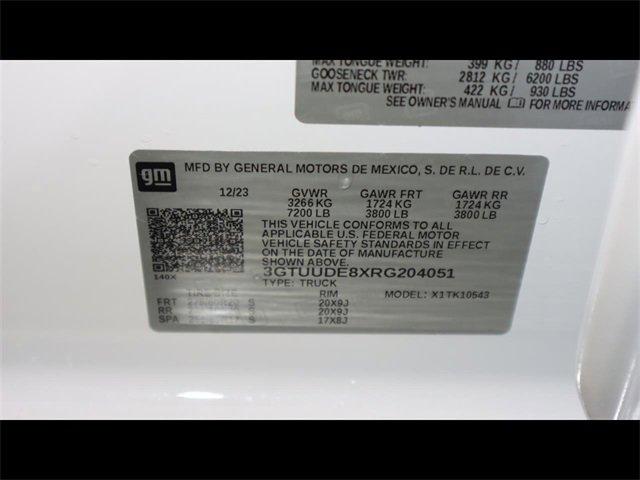 MAX TONGUE WEIGHT: 399 KG/ 880 LBS
GOOSENECK TWR: 2812 KG / 6200 LBS
MAX TONGUE WEIGHT: 422 KG / 930 LBS
SEE OWNER'S MANUAL FOR MORE INFORMA
gm MFD BY GENERAL MOTORS DE MEXICO, S. DE R.L. DE C.V.
12/23 GVWR GAWR FRT GAWR RR
3266 KG 1724 KG 1724 KG
7200 LB 3800 LB 3800 LB
THIS VEHICLE CONFORMS TO ALL
APPLICABLE U.S. FEDERAL MOTOR
VEHICLE SAFETY STANDARDS IN EFFECT
ON THE DATE OF MANUFACTURE
SHOWN ABOVE.
3GTUUDE8XRG204051
140X
TYPE: TRUCK MODEL: X1TK10543
TIRE SIZE RIM
FRT 20X9J
RR 20X9J
SPA 17X8J